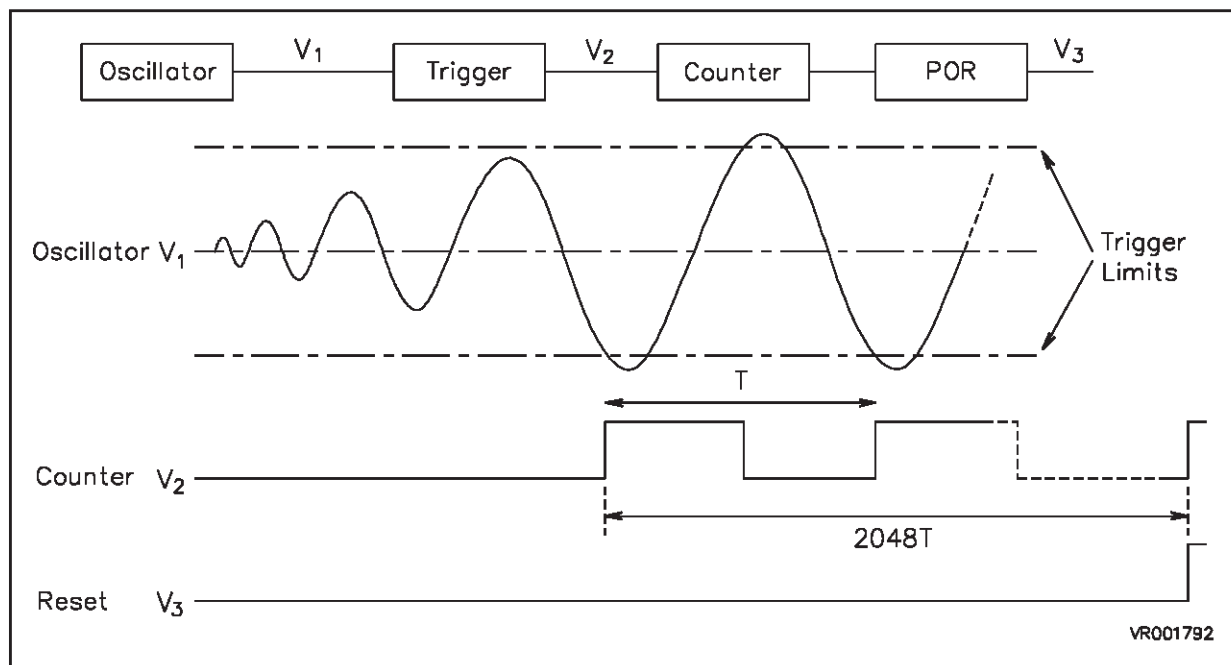 V1 V2 V3
Oscillator Trigger Counter POR
Oscillator V1
Trigger
Limits
T
Counter V2
2048T
Reset V3
VR001792